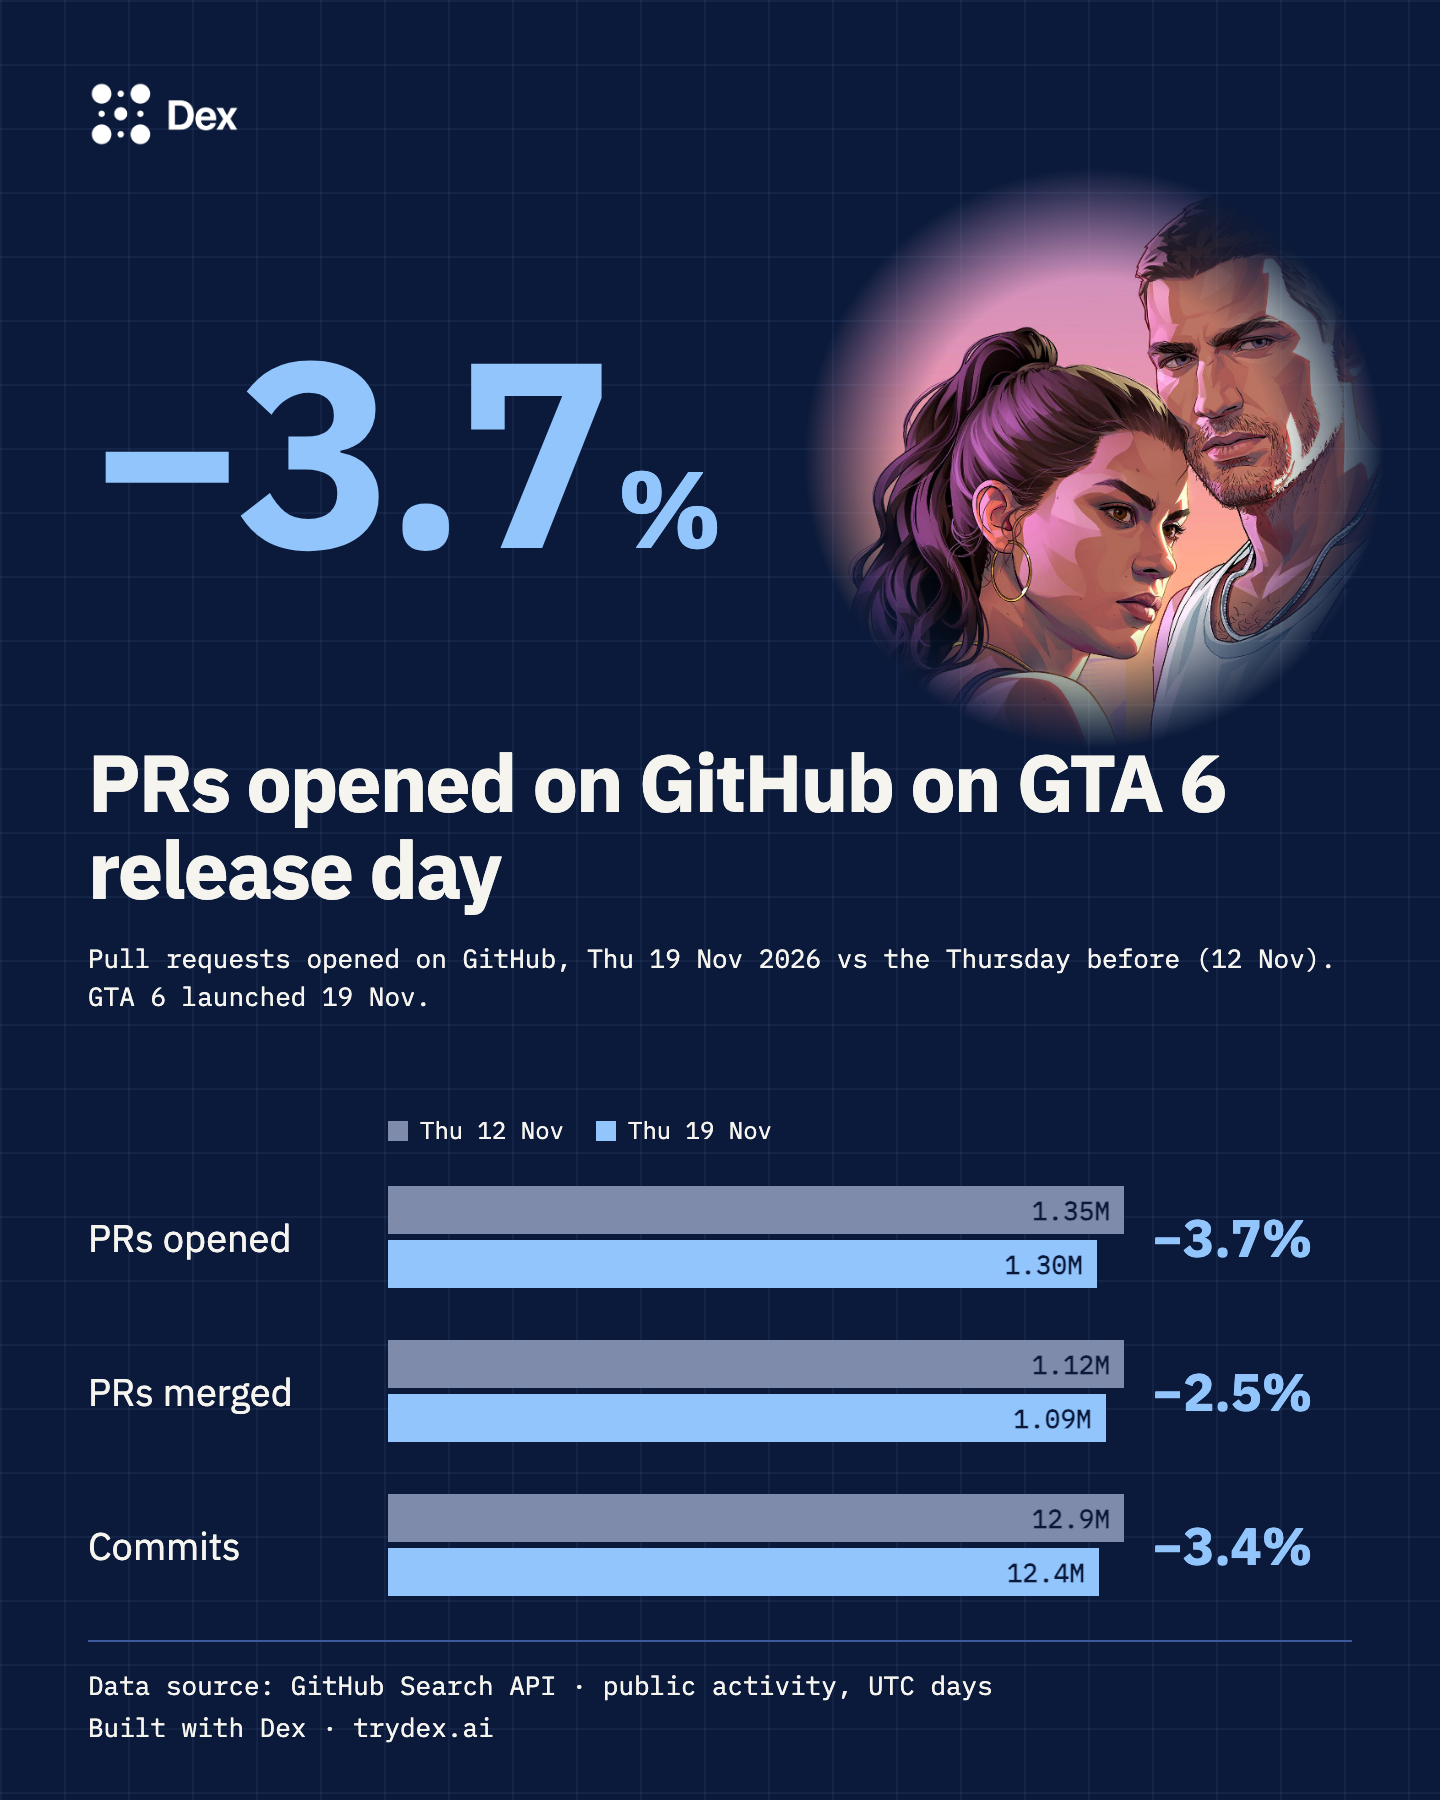 Dex
−3.7%
PRs opened on GitHub on GTA 6
release day
Pull requests opened on GitHub, Thu 19 Nov 2026 vs the Thursday before (12 Nov).
GTA 6 launched 19 Nov.
Thu 12 Nov Thu 19 Nov
1.35M
PRs opened −3.7%
1.30M
1.12M
PRs merged −2.5%
1.09M
12.9M
Commits −3.4%
12.4M
Data source: GitHub Search API · public activity, UTC days
Built with Dex · trydex.ai